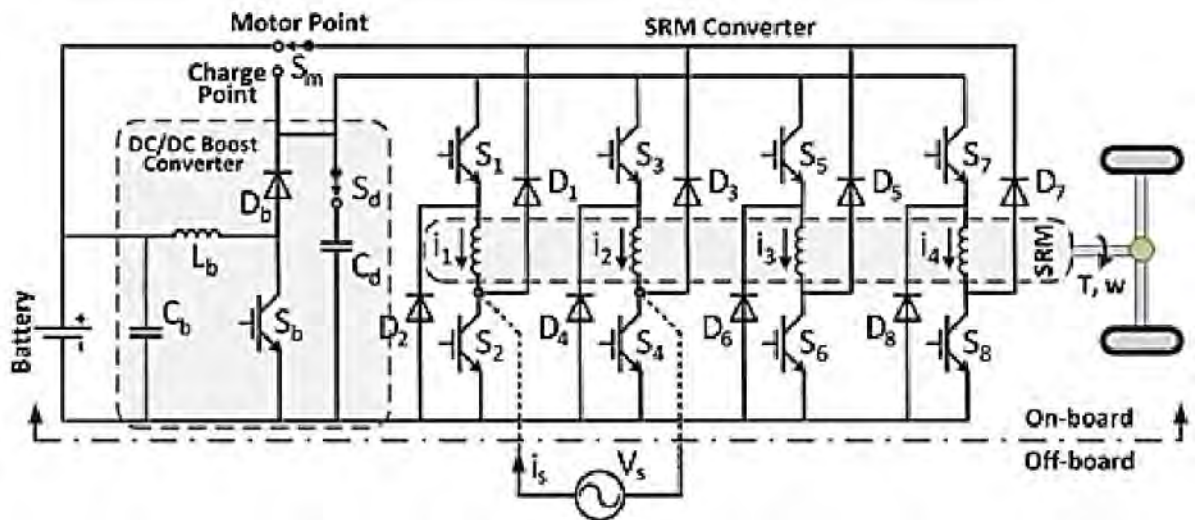 Motor Point
SRM Converter
Charge
Point
Sm
DC/DC Boost
Converter
Db
Sd
Lb
Cd
Cb
Sb
Battery
+
-
S1
D1
S3
D3
S5
D5
S7
D7
i1
i2
i3
i4
SRM
T, w
D2
S2
D4
S4
D6
S6
D8
S8
On-board
Off-board
is
Vs